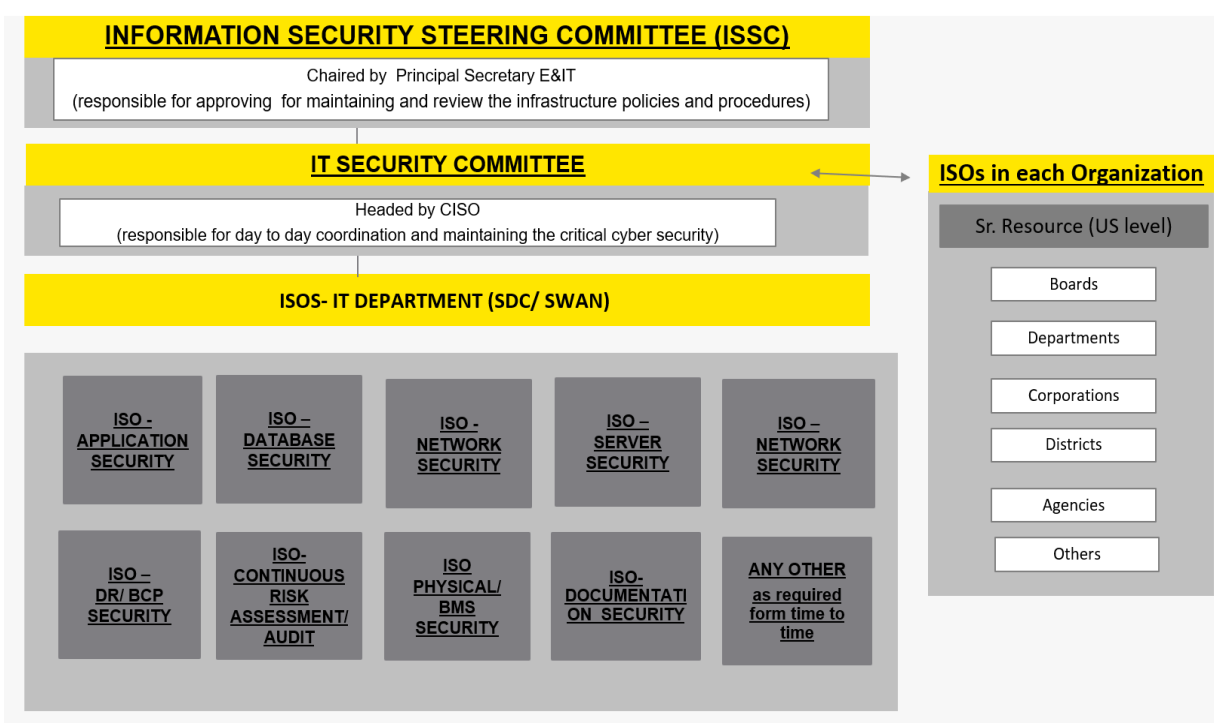 INFORMATION SECURITY STEERING COMMITTEE (ISSC)
Chaired by Principal Secretary E&IT
(responsible for approving for maintaining and review the infrastructure policies and procedures)
IT SECURITY COMMITTEE
Headed by CISO
(responsible for day to day coordination and maintaining the critical cyber security)
ISOS- IT DEPARTMENT (SDC/ SWAN)
ISO -
APPLICATION
SECURITY
ISO –
DATABASE
SECURITY
ISO -
NETWORK
SECURITY
ISO –
SERVER
SECURITY
ISO –
NETWORK
SECURITY
ISO –
DR/ BCP
SECURITY
ISO-
CONTINUOUS
RISK
ASSESSMENT/
AUDIT
ISO
PHYSICAL/
BMS
SECURITY
ISO-
DOCUMENTATI
ON SECURITY
ANY OTHER
as required
form time to
time
ISOs in each Organization
Sr. Resource (US level)
Boards
Departments
Corporations
Districts
Agencies
Others